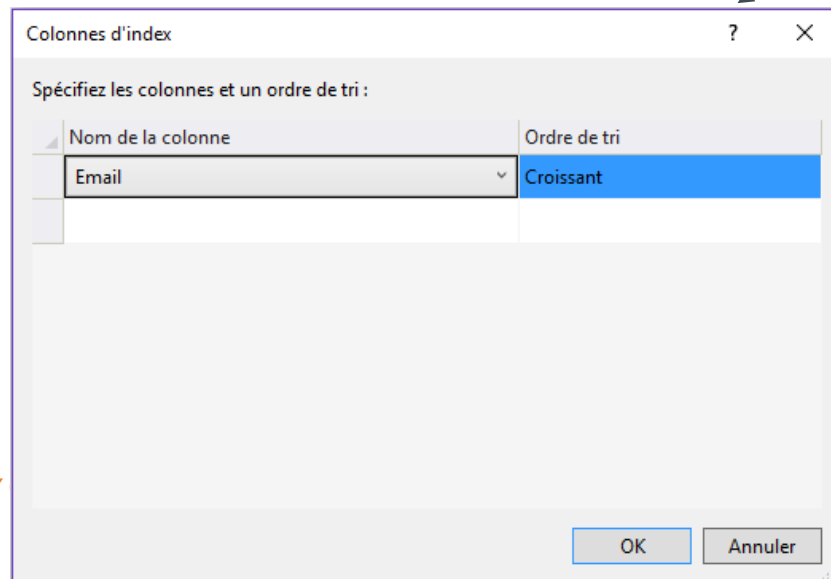 Colonnes d'index ?
Spécifiez les colonnes et un ordre de tri :
Nom de la colonne Ordre de tri
Email Croissant
OK Annuler